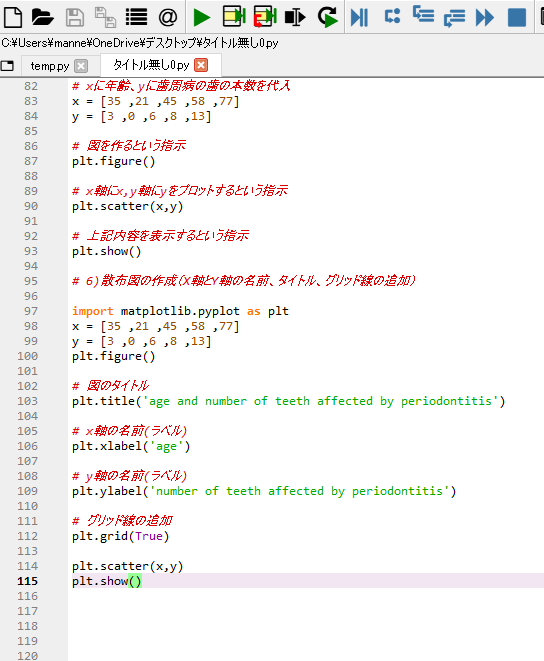 C:¥Users¥manne¥OneDrive¥デスクトップ¥タイトル無し0.py
temp.py タイトル無し0.py
82 # xに年齢、yに歯周病の歯の本数を代入
83 x = [35 ,21 ,45 ,58 ,77]
84 y = [3 ,0 ,6 ,8 ,13]
85
86 # 図を作るという指示
87 plt.figure()
88
89 # x軸にx,y軸にyをプロットするという指示
90 plt.scatter(x,y)
91
92 # 上記内容を表示するという指示
93 plt.show()
94
95 # 6)散布図の作成(X軸とY軸の名前、タイトル、グリッド線の追加)
96
97 import matplotlib.pyplot as plt
98 x = [35 ,21 ,45 ,58 ,77]
99 y = [3 ,0 ,6 ,8 ,13]
100 plt.figure()
101
102 # 図のタイトル
103 plt.title('age and number of teeth affected by periodontitis')
104
105 # x軸の名前(ラベル)
106 plt.xlabel('age')
107
108 # y軸の名前(ラベル)
109 plt.ylabel('number of teeth affected by periodontitis')
110
111 # グリッド線の追加
112 plt.grid(True)
113
114 plt.scatter(x,y)
115 plt.show()
116
117
118
119
120